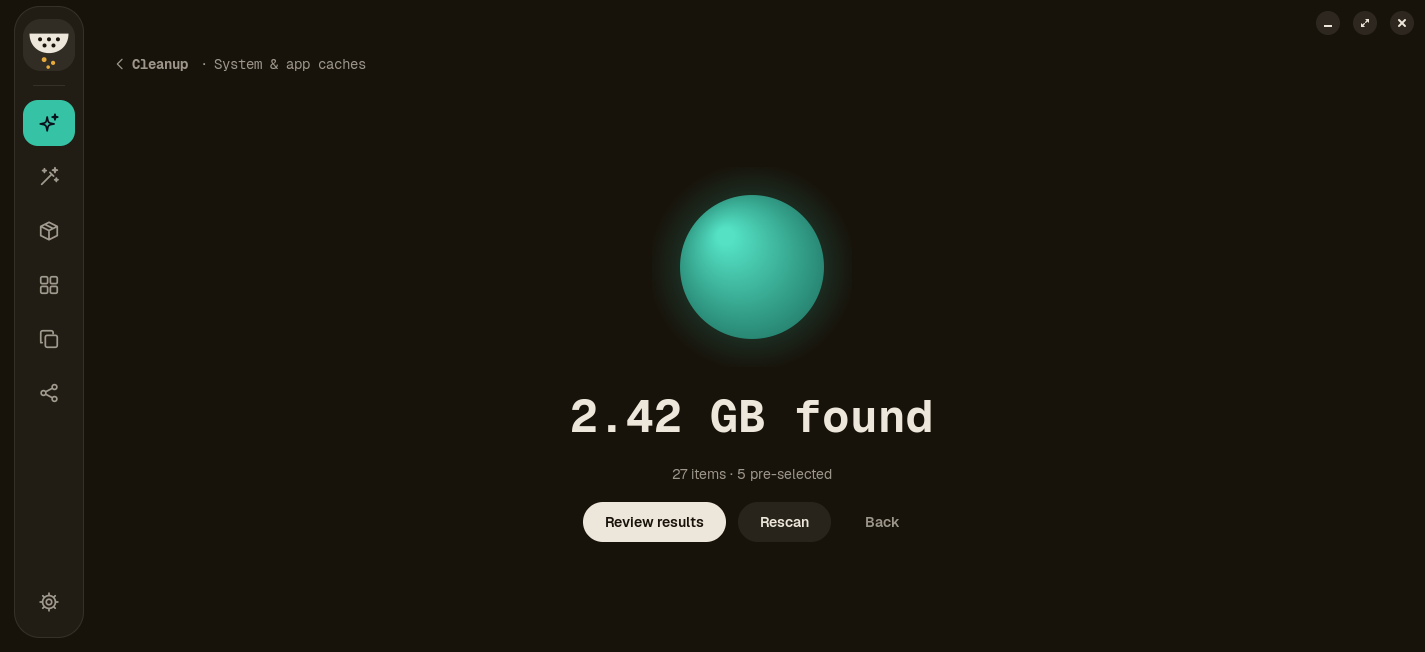 Cleanup · System & app caches
2.42 GB found
27 items · 5 pre-selected
Review results Rescan Back